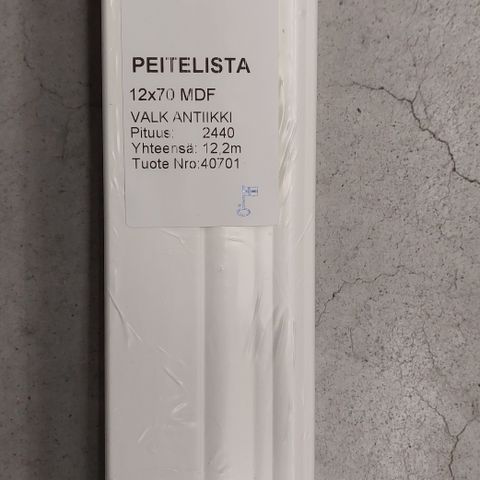 PEITELISTA
12x70 MDF
VALK ANTIIKKI
Pituus: 2440
Yhteensä: 12,2m
Tuote Nro:40701